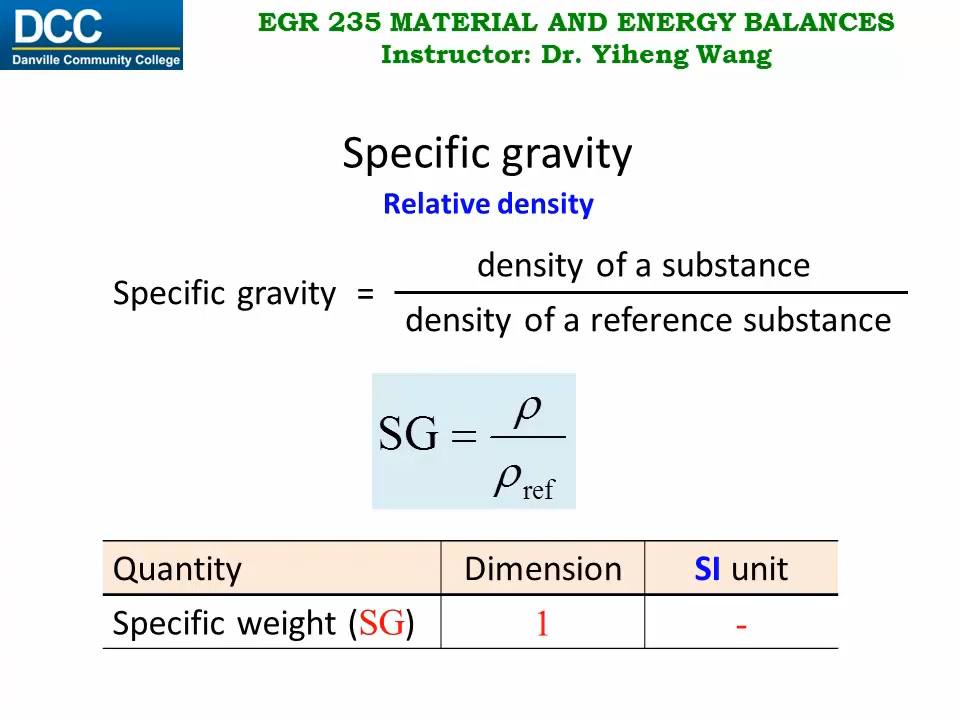 DCC
Danville Community College
EGR 235 MATERIAL AND ENERGY BALANCES
Instructor: Dr. Yiheng Wang
Specific gravity
Relative density
Specific gravity =
density of a substance
density of a reference substance
SG = ρ / ρref
Quantity Dimension SI unit
Specific weight (SG) 1 -